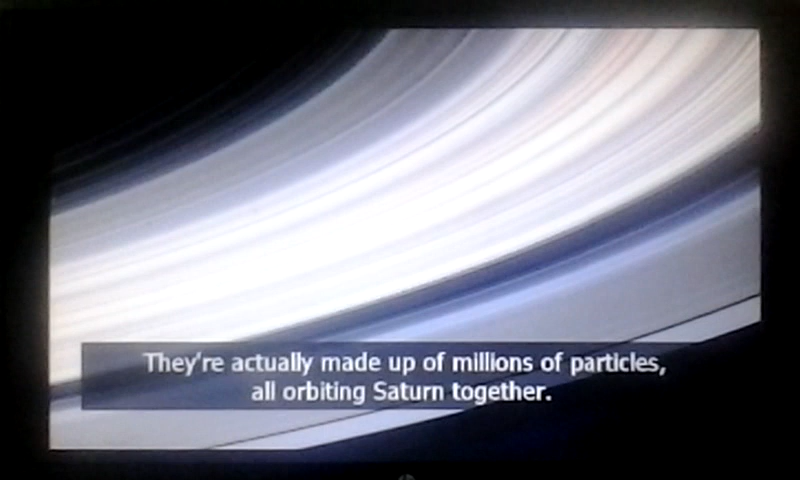 They're actually made up of millions of particles,
all orbiting Saturn together.